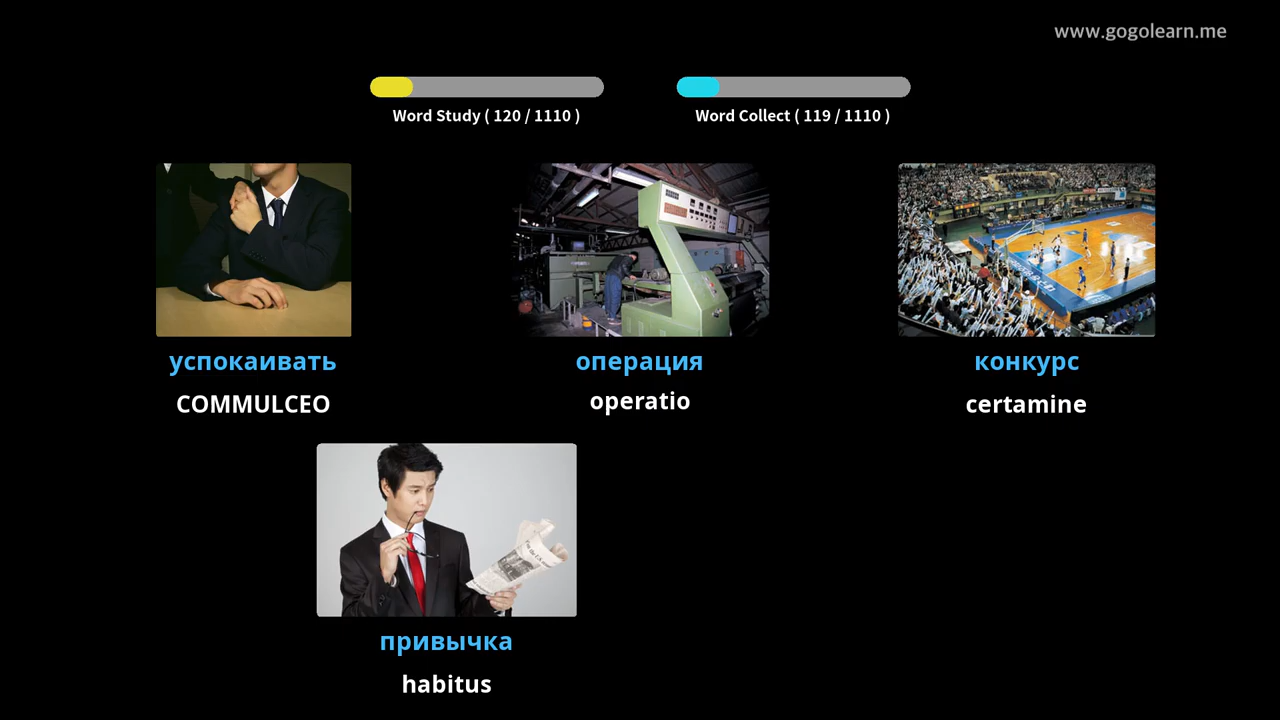 www.gogolearn.me
Word Study ( 120 / 1110 )
Word Collect ( 119 / 1110 )
успокаивать
операция
конкурс
COMMULCEO
operatio
certamine
привычка
habitus